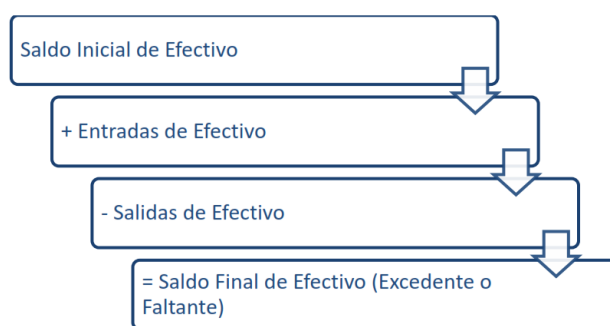 Saldo Inicial de Efectivo
+ Entradas de Efectivo
- Salidas de Efectivo
= Saldo Final de Efectivo (Excedente o
Faltante)